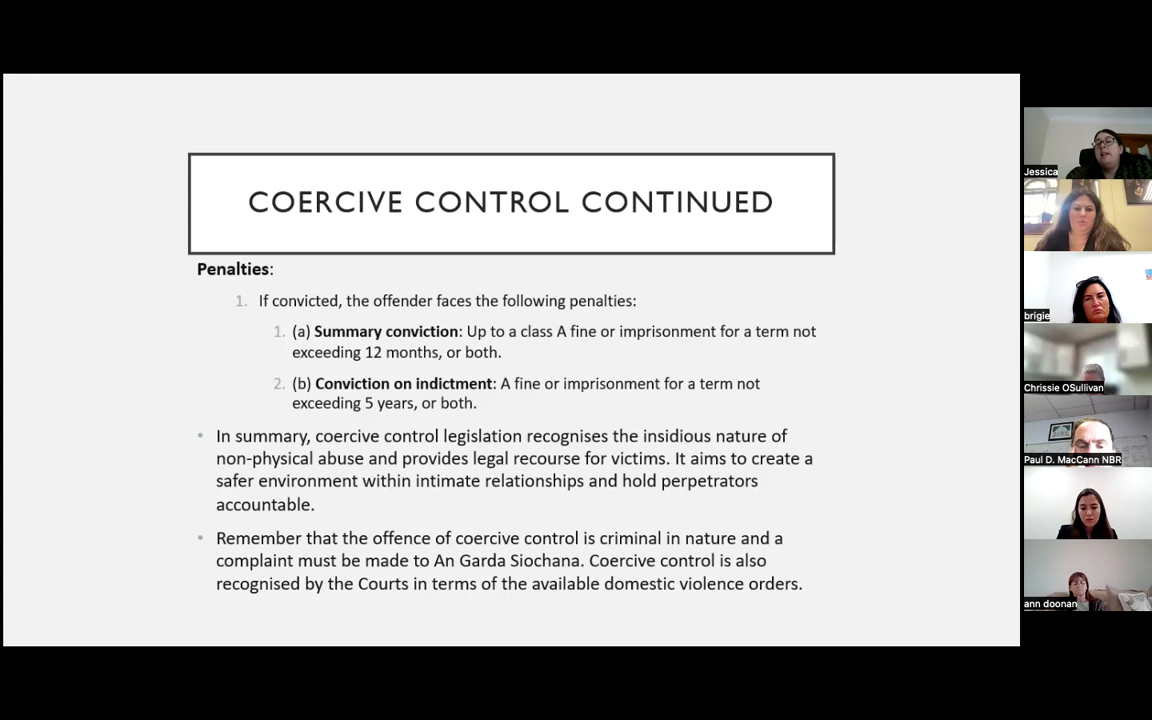 COERCIVE CONTROL CONTINUED
Penalties:
1. If convicted, the offender faces the following penalties:
1. (a) Summary conviction: Up to a class A fine or imprisonment for a term not
exceeding 12 months, or both.
2. (b) Conviction on indictment: A fine or imprisonment for a term not
exceeding 5 years, or both.
• In summary, coercive control legislation recognises the insidious nature of
non-physical abuse and provides legal recourse for victims. It aims to create a
safer environment within intimate relationships and hold perpetrators
accountable.
• Remember that the offence of coercive control is criminal in nature and a
complaint must be made to An Garda Siochana. Coercive control is also
recognised by the Courts in terms of the available domestic violence orders.
Jessica
brigie
Chrissie OSullivan
Paul D. MacCann NBR
ann doonan